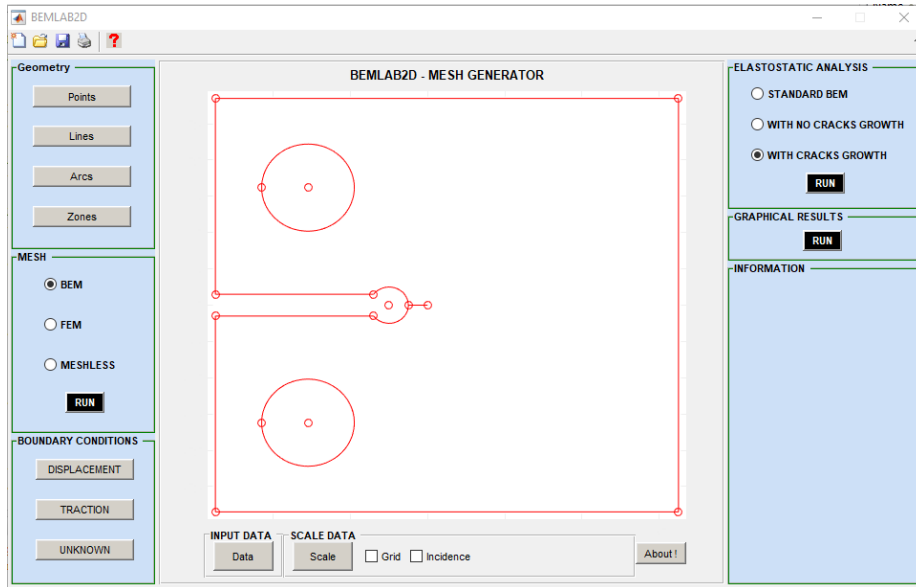 BEMLAB2D
?
Geometry
Points
Lines
Arcs
Zones
MESH
BEM
FEM
MESHLESS
RUN
BOUNDARY CONDITIONS
DISPLACEMENT
TRACTION
UNKNOWN
BEMLAB2D - MESH GENERATOR
INPUT DATA
Data
SCALE DATA
Scale
Grid
Incidence
About !
ELASTOSTATIC ANALYSIS
STANDARD BEM
WITH NO CRACKS GROWTH
WITH CRACKS GROWTH
RUN
GRAPHICAL RESULTS
RUN
INFORMATION